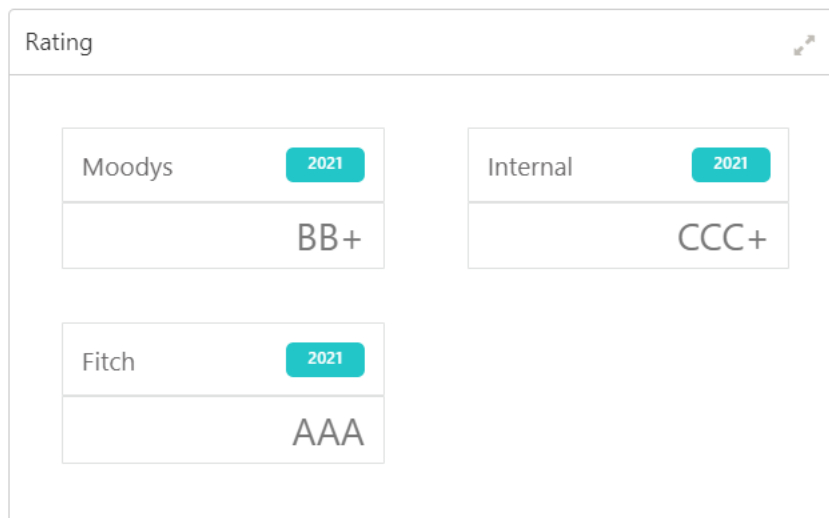 Rating
Moodys 2021
BB+
Internal 2021
CCC+
Fitch 2021
AAA